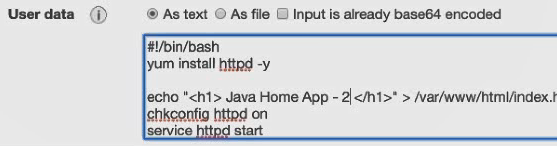 User data i As text As file Input is already base64 encoded
#!/bin/bash
yum install httpd -y
echo "<h1> Java Home App - 2</h1>" > /var/www/html/index.h
chkconfig httpd on
service httpd start